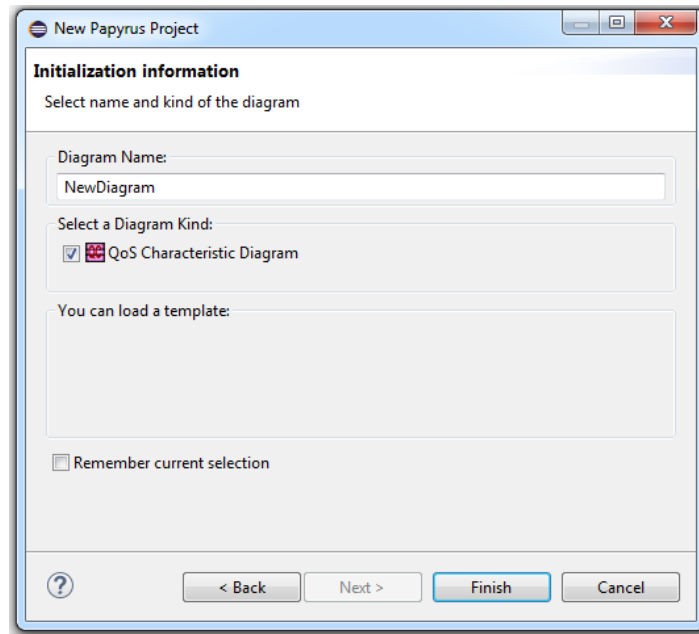 New Papyrus Project
Initialization information
Select name and kind of the diagram
Diagram Name:
NewDiagram
Select a Diagram Kind:
QoS Characteristic Diagram
You can load a template:
Remember current selection
? < Back Next > Finish Cancel